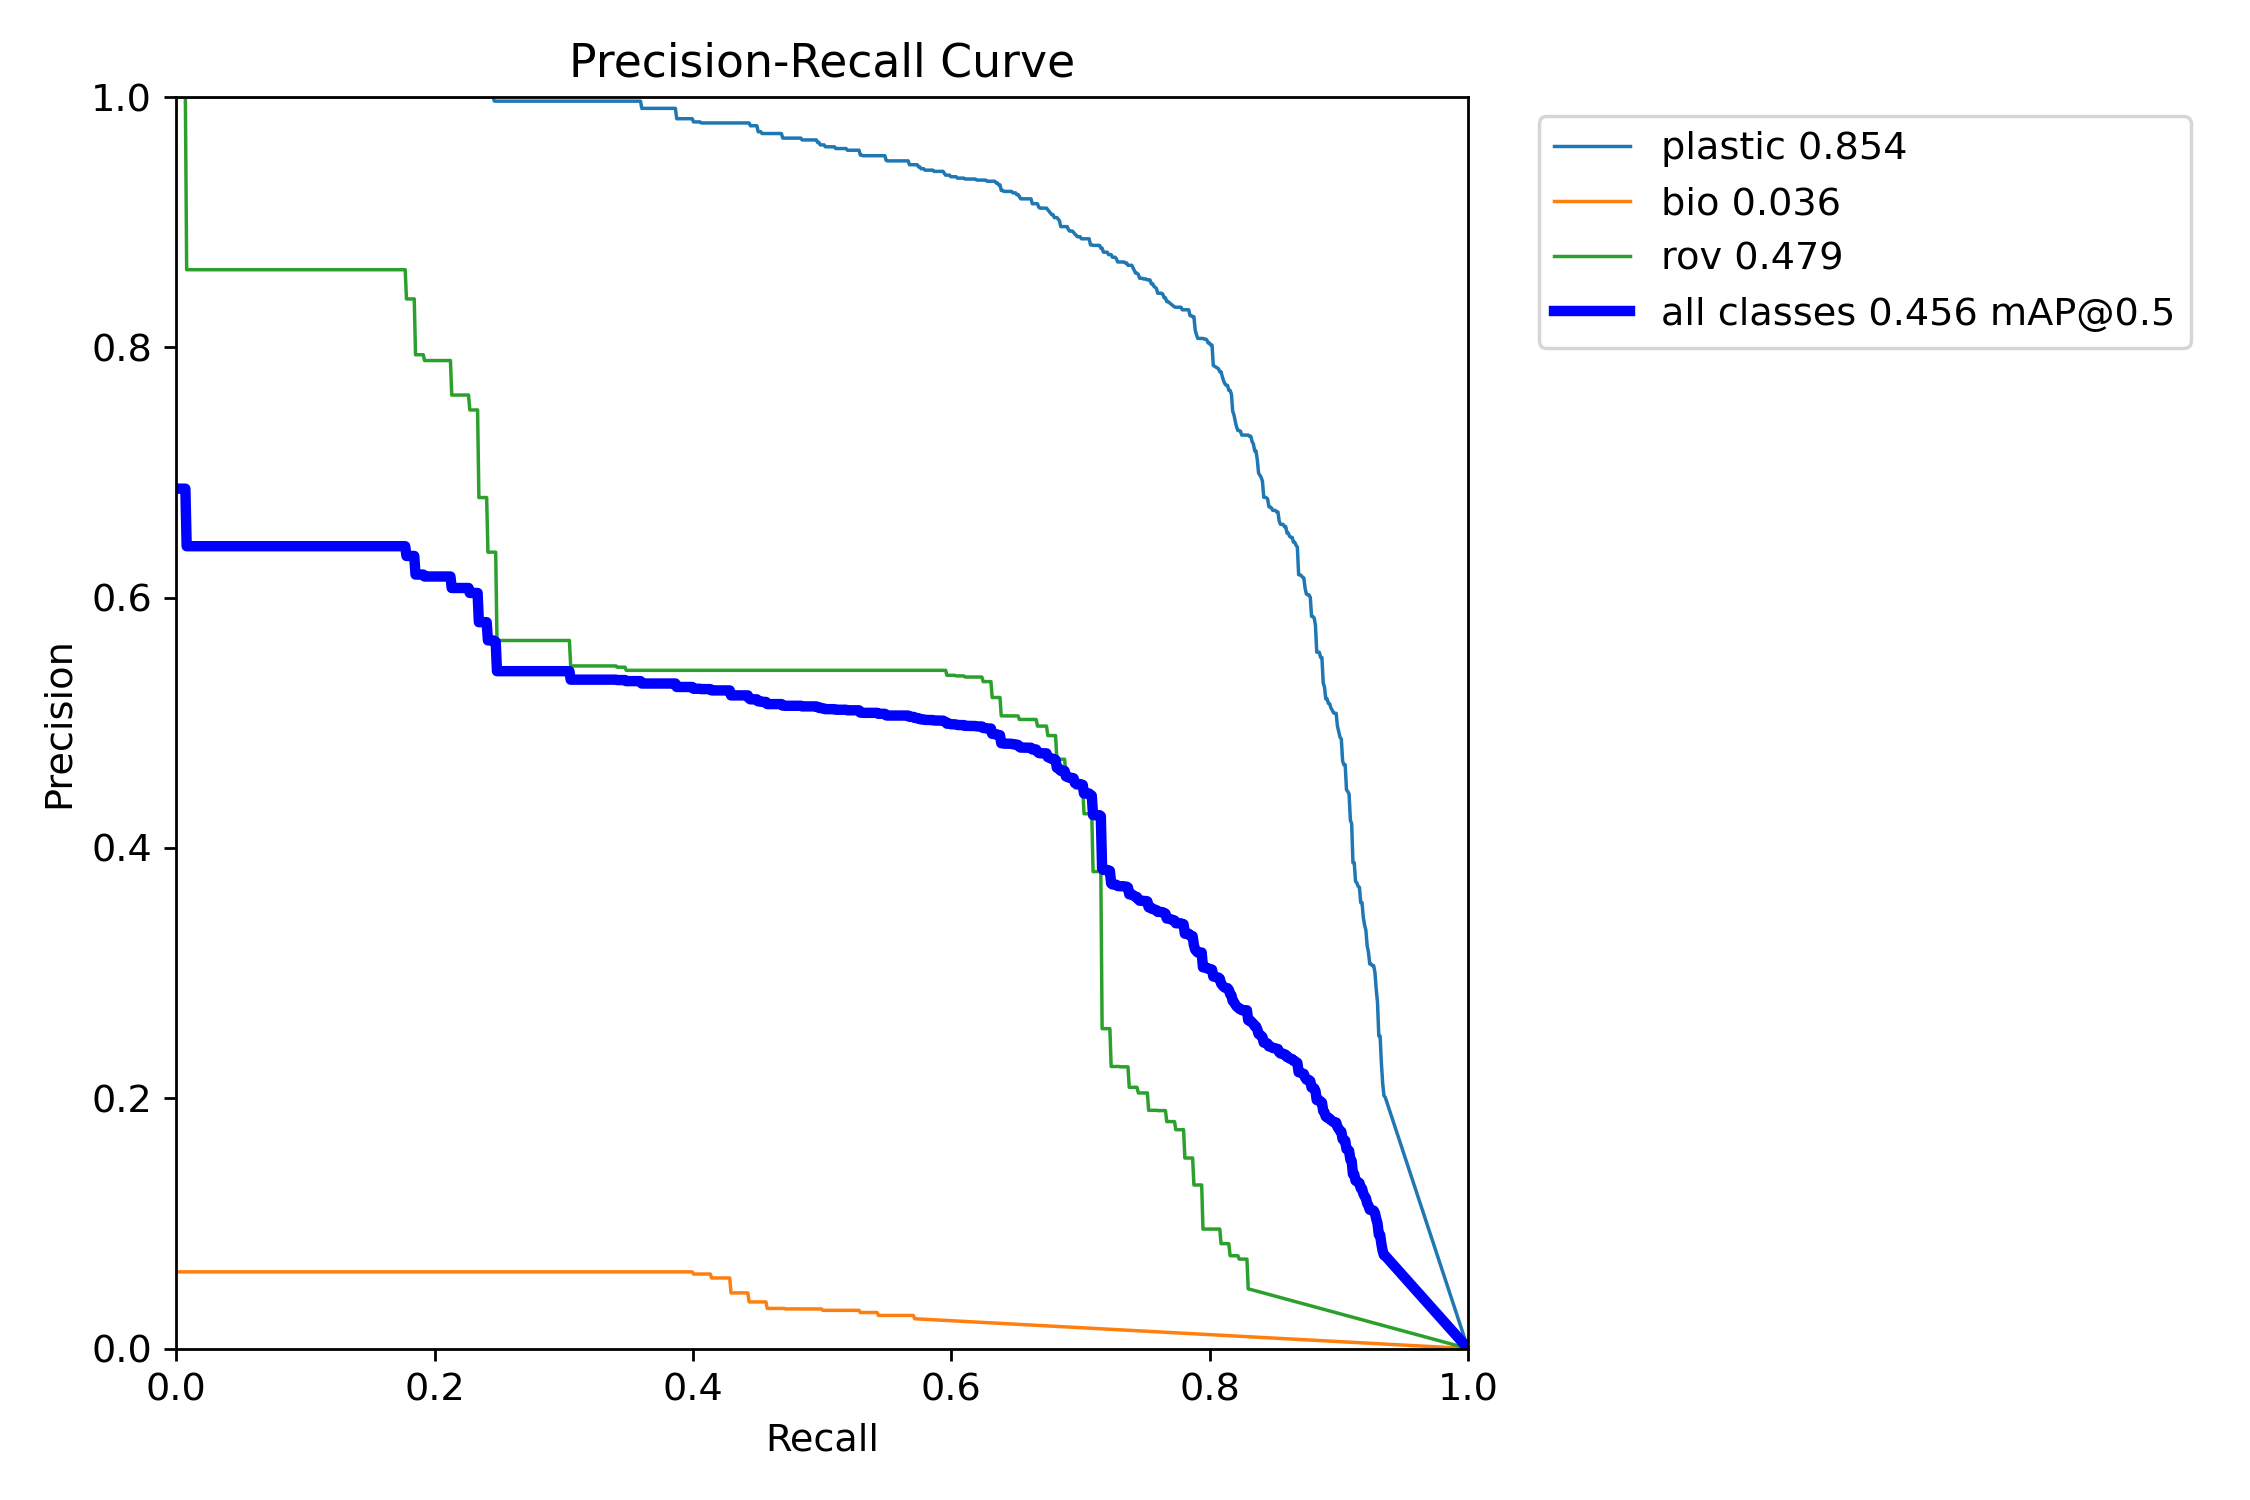 Precision-Recall Curve
1.0
0.8
0.6
0.4
0.2
0.0
Precision
0.0 0.2 0.4 0.6 0.8 1.0
Recall
plastic 0.854
bio 0.036
rov 0.479
all classes 0.456 mAP@0.5